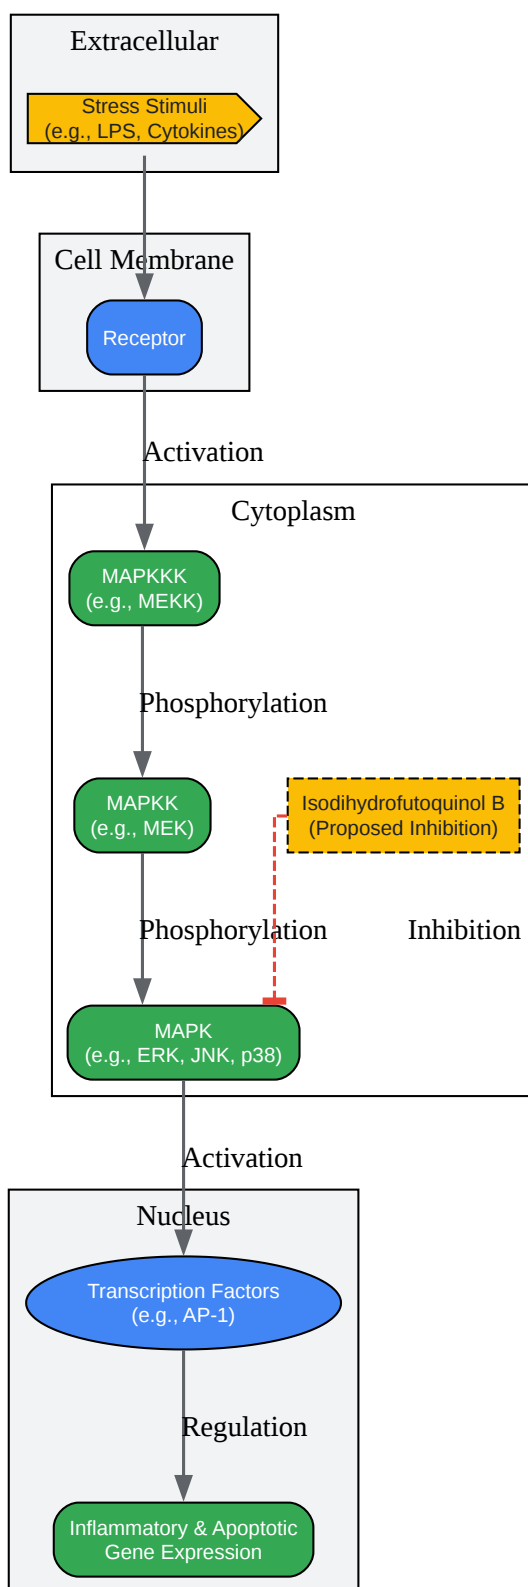 Extracellular
Stress Stimuli
(e.g., LPS, Cytokines)
Cell Membrane
Receptor
Activation
Cytoplasm
MAPKKK
(e.g., MEKK)
Phosphorylation
MAPKK
(e.g., MEK)
Isodihydrofutoquinol B
(Proposed Inhibition)
Phosphorylation
Inhibition
MAPK
(e.g., ERK, JNK, p38)
Activation
Nucleus
Transcription Factors
(e.g., AP-1)
Regulation
Inflammatory & Apoptotic
Gene Expression